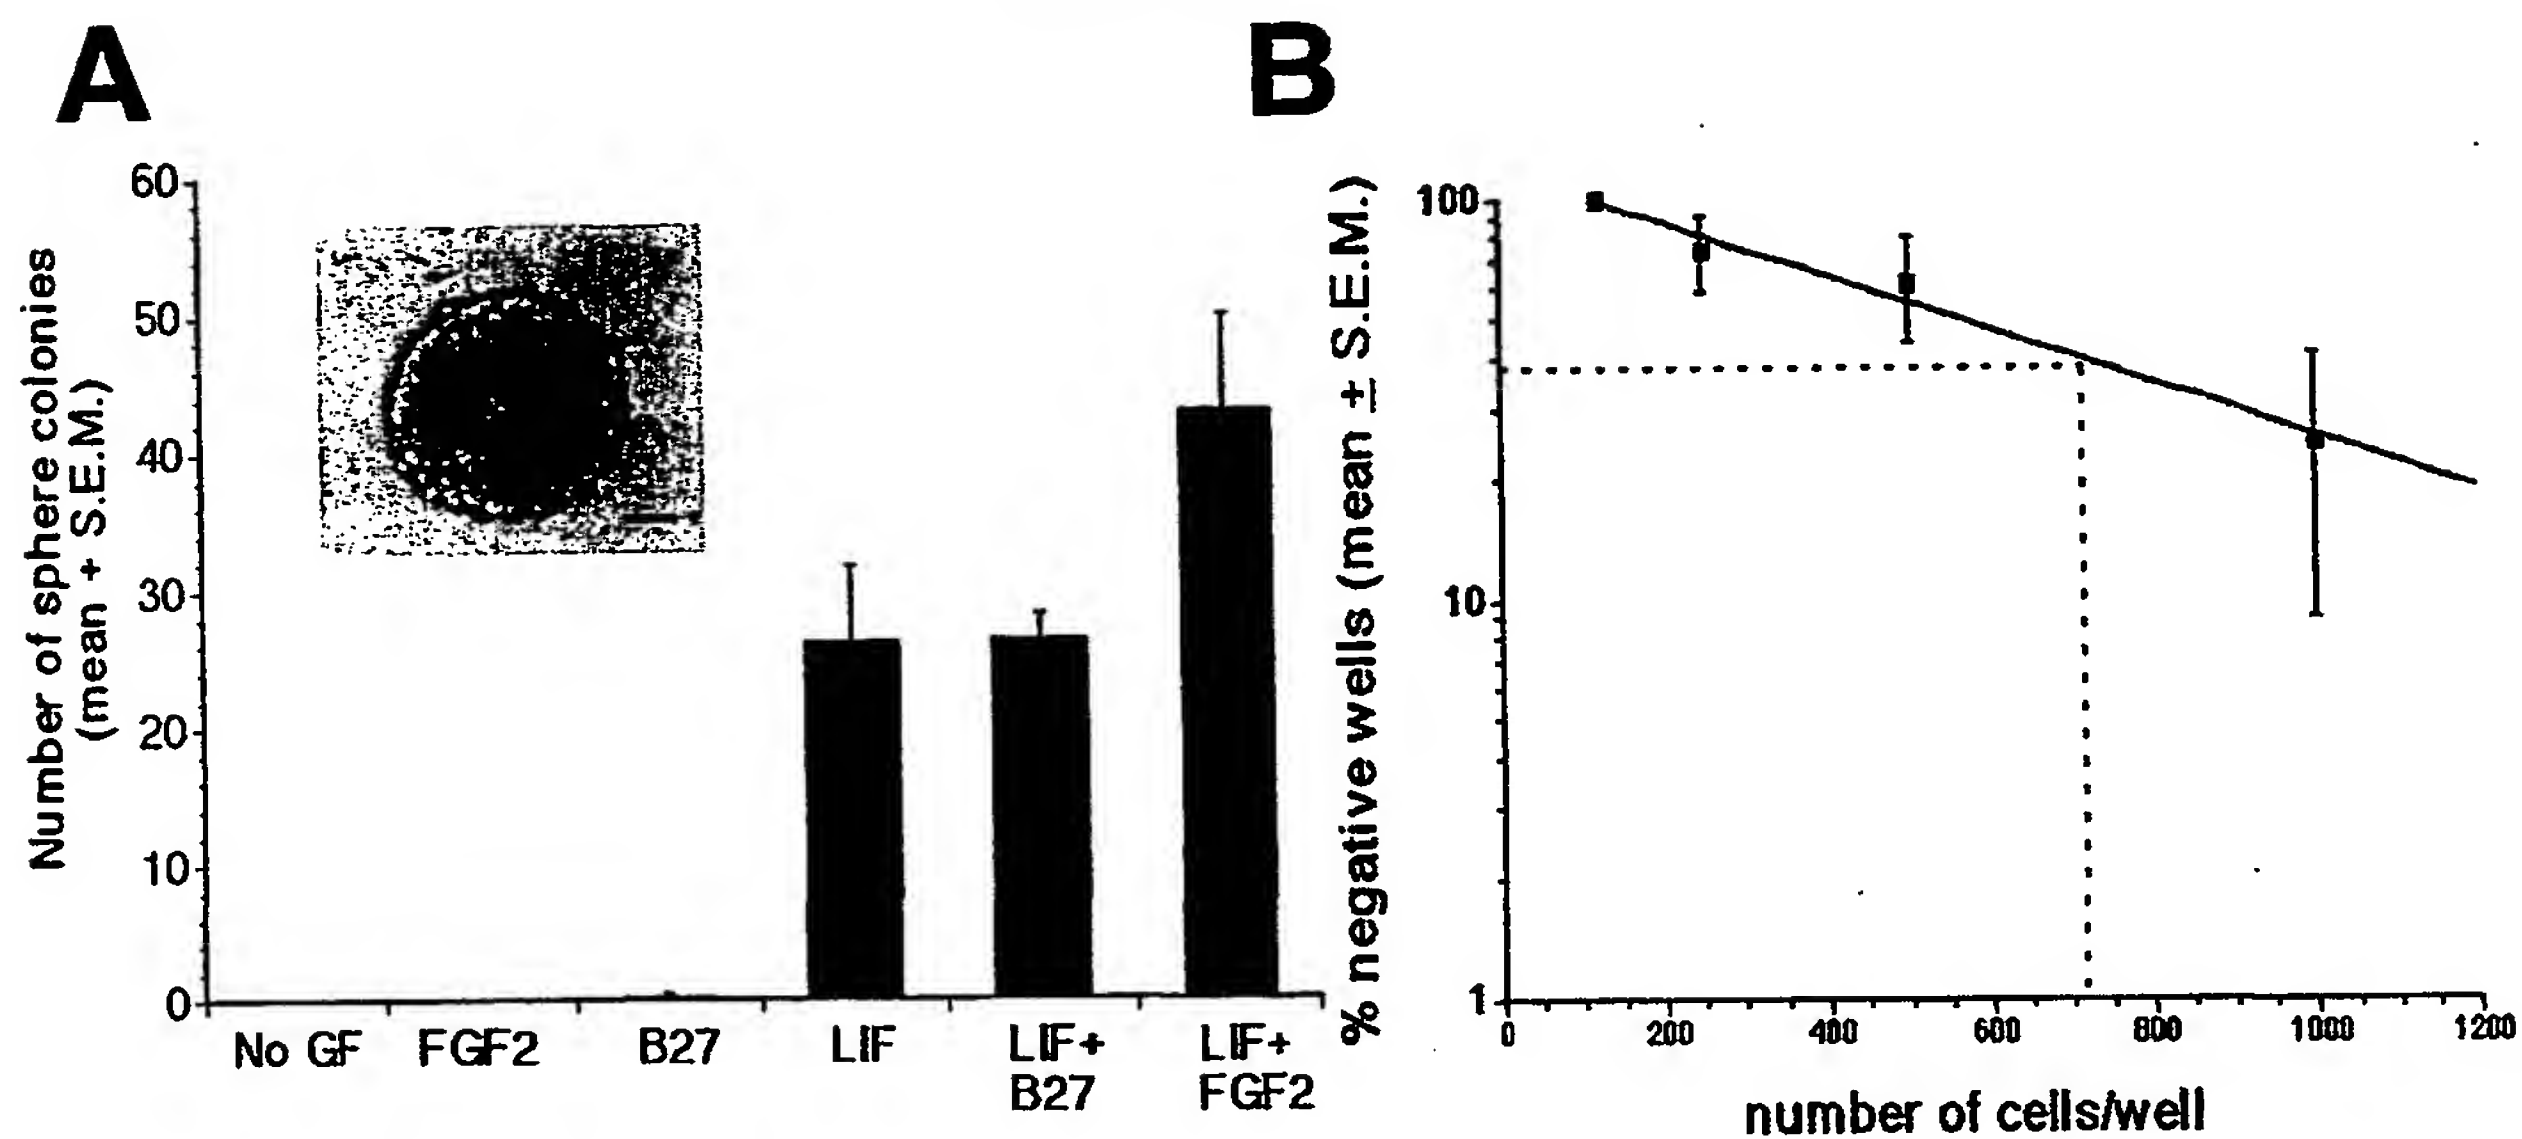 A
60
50
40
30
20
10
0
Number of sphere colonies
(mean + S.E.M.)
No GF
FGF2
B27
LIF
LIF+
B27
LIF+
FGF2
B
100
10
1
% negative wells (mean ± S.E.M.)
0
200
400
600
800
1000
1200
number of cells/well